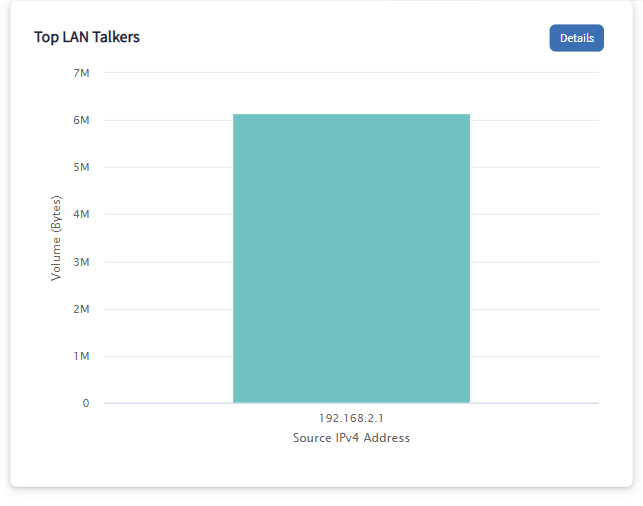 Top LAN Talkers
Details
7M
6M
5M
4M
3M
2M
1M
0
Volume (Bytes)
192.168.2.1
Source IPv4 Address